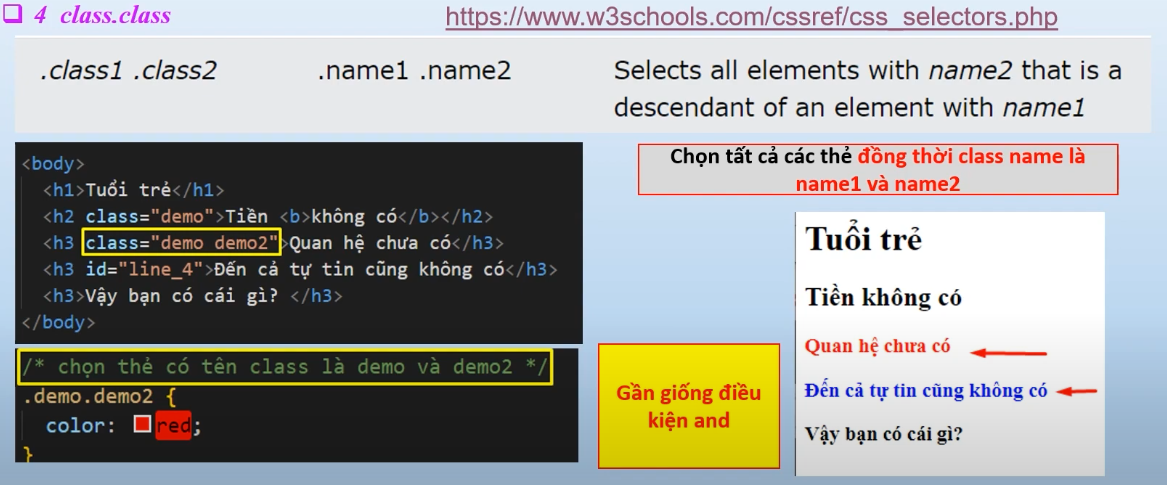 4 class.class
https://www.w3schools.com/cssref/css_selectors.php
.class1 .class2
.name1 .name2
Selects all elements with name2 that is a
descendant of an element with name1
<body>
<h1>Tuổi trẻ</h1>
<h2 class="demo">Tiền <b>không có</b></h2>
<h3 class="demo demo2">Quan hệ chưa có</h3>
<h3 id="line_4">Đến cả tự tin cũng không có</h3>
<h3>Vậy bạn có cái gì? </h3>
</body>
/* chọn thẻ có tên class là demo và demo2 */
.demo.demo2 {
color: red;
}
Chọn tất cả các thẻ đồng thời class name là
name1 và name2
Gần giống điều
kiện and
Tuổi trẻ
Tiền không có
Quan hệ chưa có
Đến cả tự tin cũng không có
Vậy bạn có cái gì?